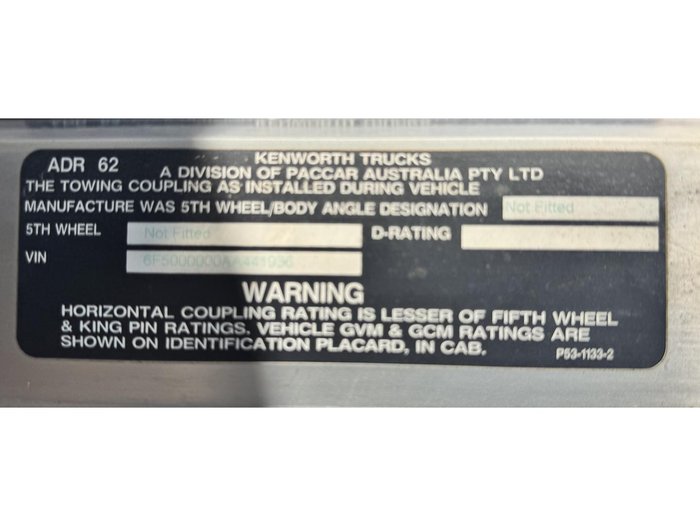 ADR 62
KENWORTH TRUCKS
A DIVISION OF PACCAR AUSTRALIA PTY LTD
THE TOWING COUPLING AS INSTALLED DURING VEHICLE
MANUFACTURE WAS 5TH WHEEL/BODY ANGLE DESIGNATION Not Fitted
5TH WHEEL Not Fitted D-RATING
VIN 6F5000000AA441936
WARNING
HORIZONTAL COUPLING RATING IS LESSER OF FIFTH WHEEL
& KING PIN RATINGS. VEHICLE GVM & GCM RATINGS ARE
SHOWN ON IDENTIFICATION PLACARD, IN CAB.
P53-1133-2